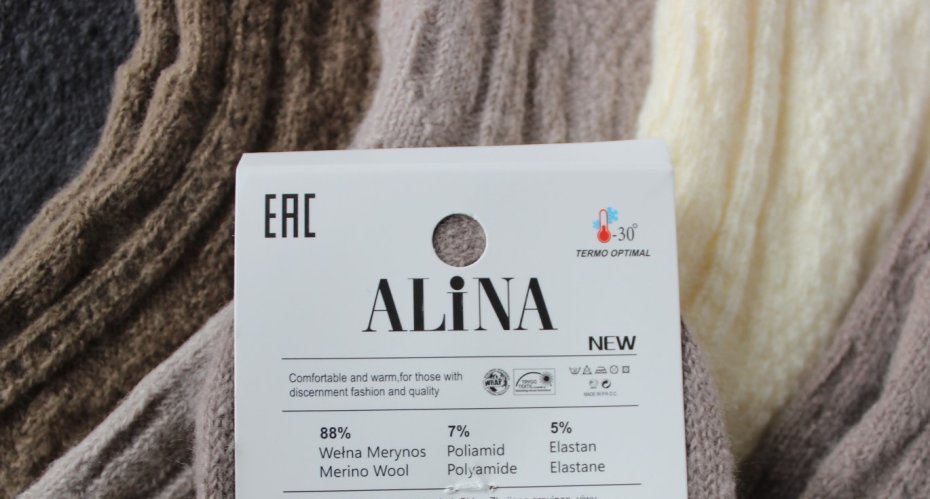 EAC
-30°
TERMO OPTIMAL
ALiNA
NEW
Comfortable and warm,for those with
discernment fashion and quality
MADE IN P.R.C.
88% 7% 5%
Wełna Merynos Poliamid Elastan
Merino Wool Polyamide Elastane